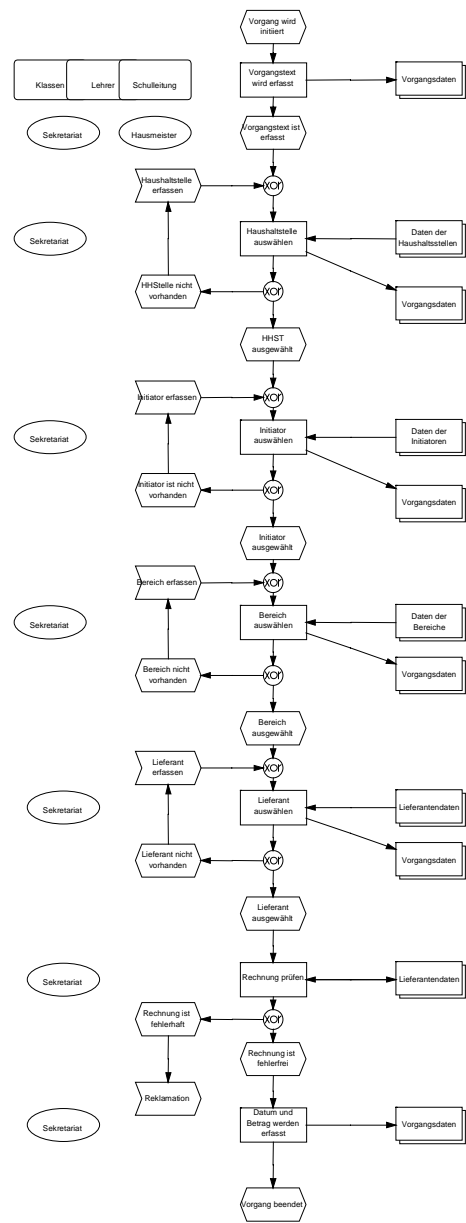 Vorgang wird
initiiert
Klassen
Lehrer
Schulleitung
Vorgangstext
wird erfasst
Vorgangsdaten
Sekretariat
Hausmeister
Vorgangstext ist
erfasst
Haushaltstelle
erfassen
xor
Sekretariat
Haushaltstelle
auswählen
Daten der
Haushaltsstellen
HHStelle nicht
vorhanden
xor
Vorgangsdaten
HHST
ausgewählt
Initiator erfassen
xor
Sekretariat
Initiator
auswählen
Daten der
Initiatoren
Initiator ist nicht
vorhanden
xor
Vorgangsdaten
Initiator
ausgewählt
Bereich erfassen
xor
Sekretariat
Bereich
auswählen
Daten der
Bereiche
Bereich nicht
vorhanden
xor
Vorgangsdaten
Bereich
ausgewählt
Lieferant
erfassen
xor
Sekretariat
Lieferant
auswählen
Lieferantendaten
Lieferant nicht
vorhanden
xor
Vorgangsdaten
Lieferant
ausgewählt
Sekretariat
Rechnung prüfen
Lieferantendaten
Rechnung ist
fehlerhaft
xor
Rechnung ist
fehlerfrei
Reklamation
Sekretariat
Datum und
Betrag werden
erfasst
Vorgangsdaten
Vorgang beendet